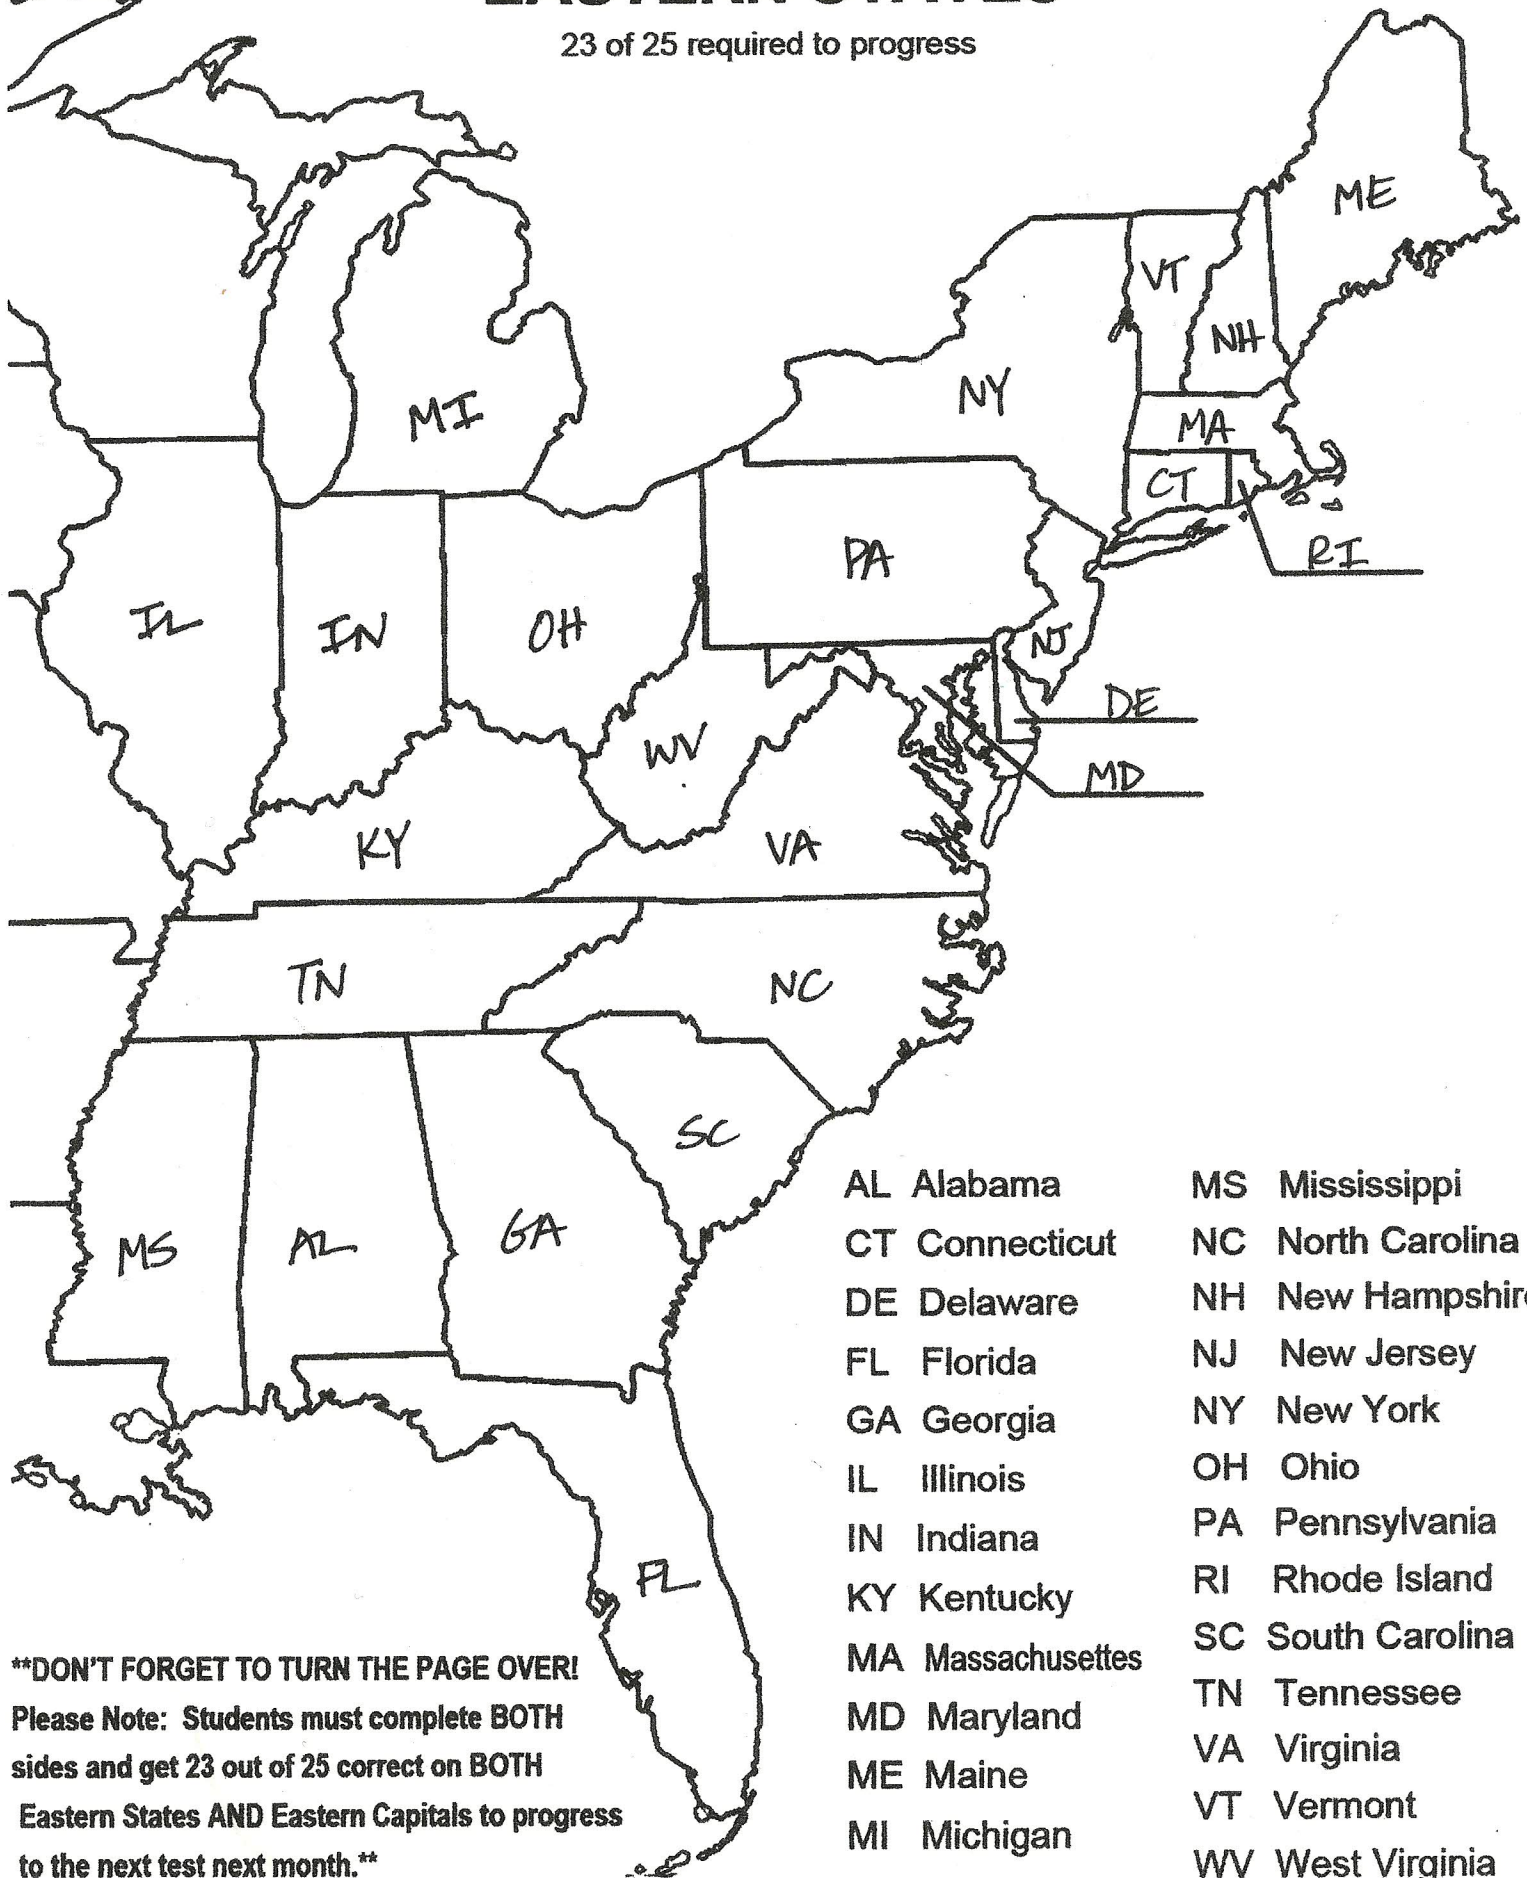 EASTERN STATES
23 of 25 required to progress
ME
VT
NH
NY
MI
MA
CT
RI
PA
IL
IN
OH
NJ
DE
WV
MD
KY
VA
TN
NC
SC
MS
AL
GA
FL
AL Alabama
CT Connecticut
DE Delaware
FL Florida
GA Georgia
IL Illinois
IN Indiana
KY Kentucky
MA Massachusettes
MD Maryland
ME Maine
MI Michigan
MS Mississippi
NC North Carolina
NH New Hampshire
NJ New Jersey
NY New York
OH Ohio
PA Pennsylvania
RI Rhode Island
SC South Carolina
TN Tennessee
VA Virginia
VT Vermont
WV West Virginia
**DON'T FORGET TO TURN THE PAGE OVER!
Please Note: Students must complete BOTH
sides and get 23 out of 25 correct on BOTH
Eastern States AND Eastern Capitals to progress
to the next test next month.**